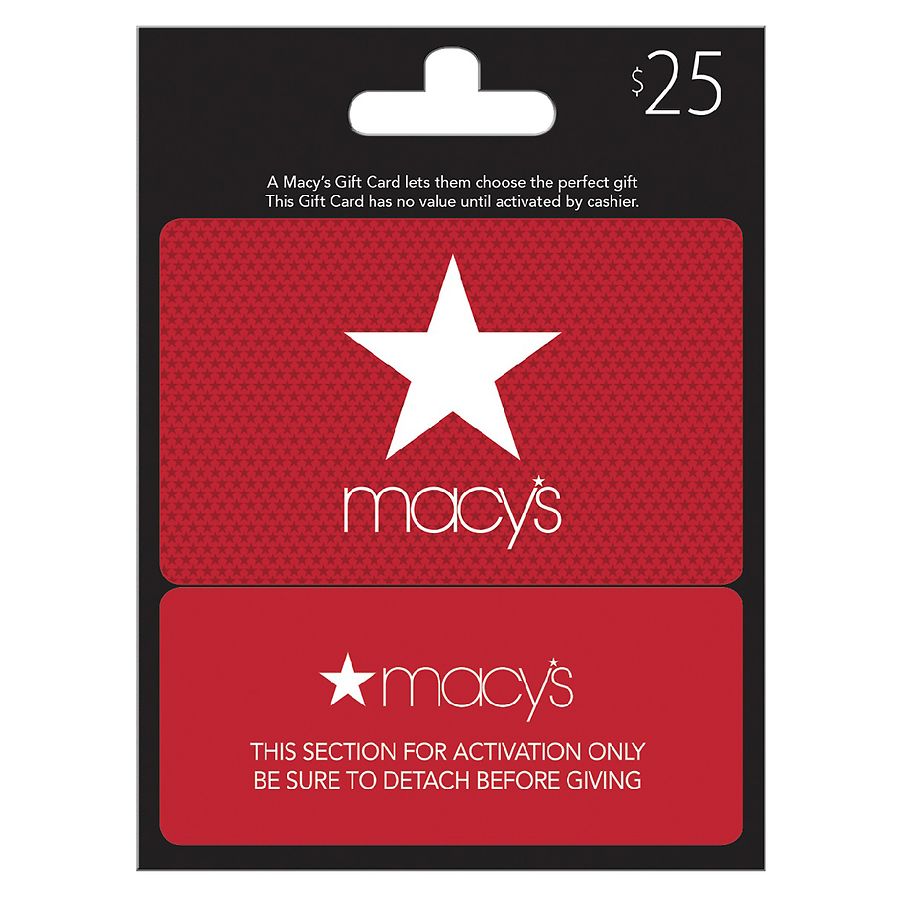 $25
A Macy's Gift Card lets them choose the perfect gift
This Gift Card has no value until activated by cashier.
macy's
macy's
THIS SECTION FOR ACTIVATION ONLY
BE SURE TO DETACH BEFORE GIVING